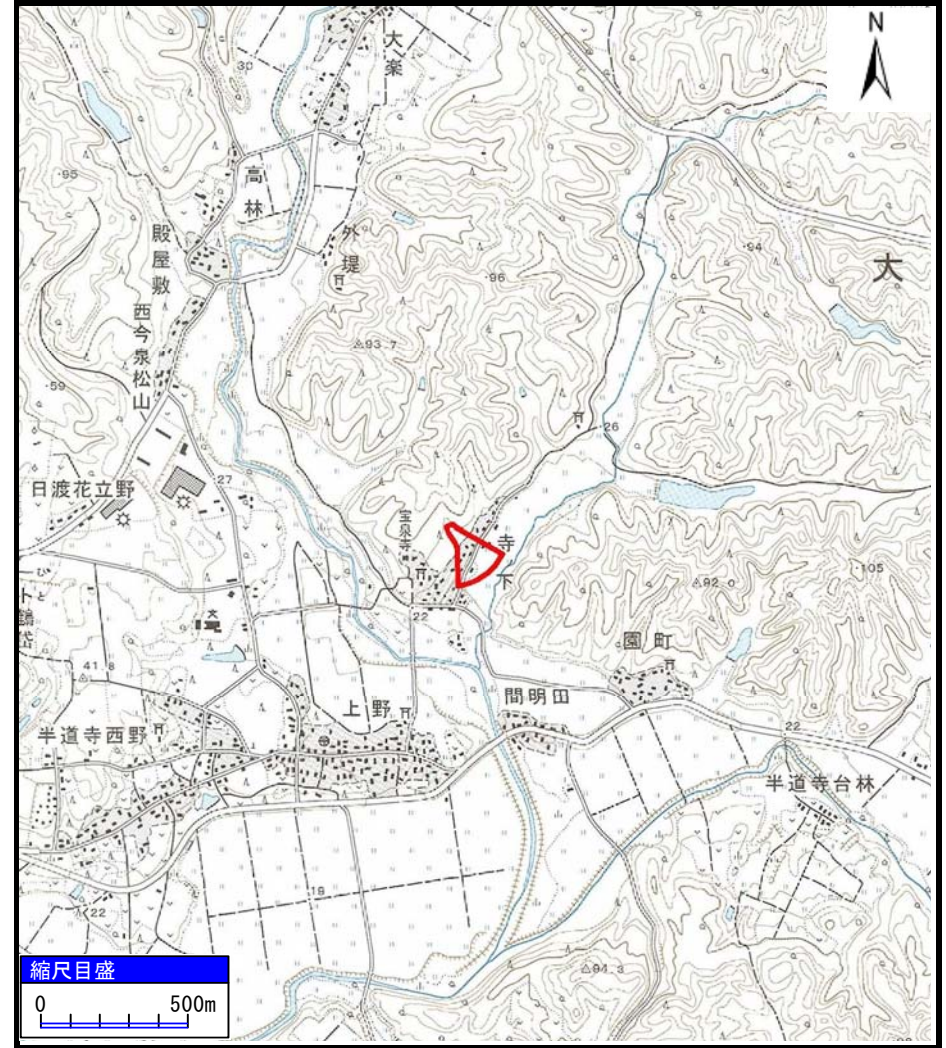 N
大楽
30
高林
95
殿屋敷
外堤
96
94
大
西今泉松山
93.7
59
26
日渡花立野
27
宝泉寺
寺ノ下
105
92.0
22
園町
41.8
間明田
上野
半道寺西野
22
半道寺台林
18
22
94.3
縮尺目盛
0 500m